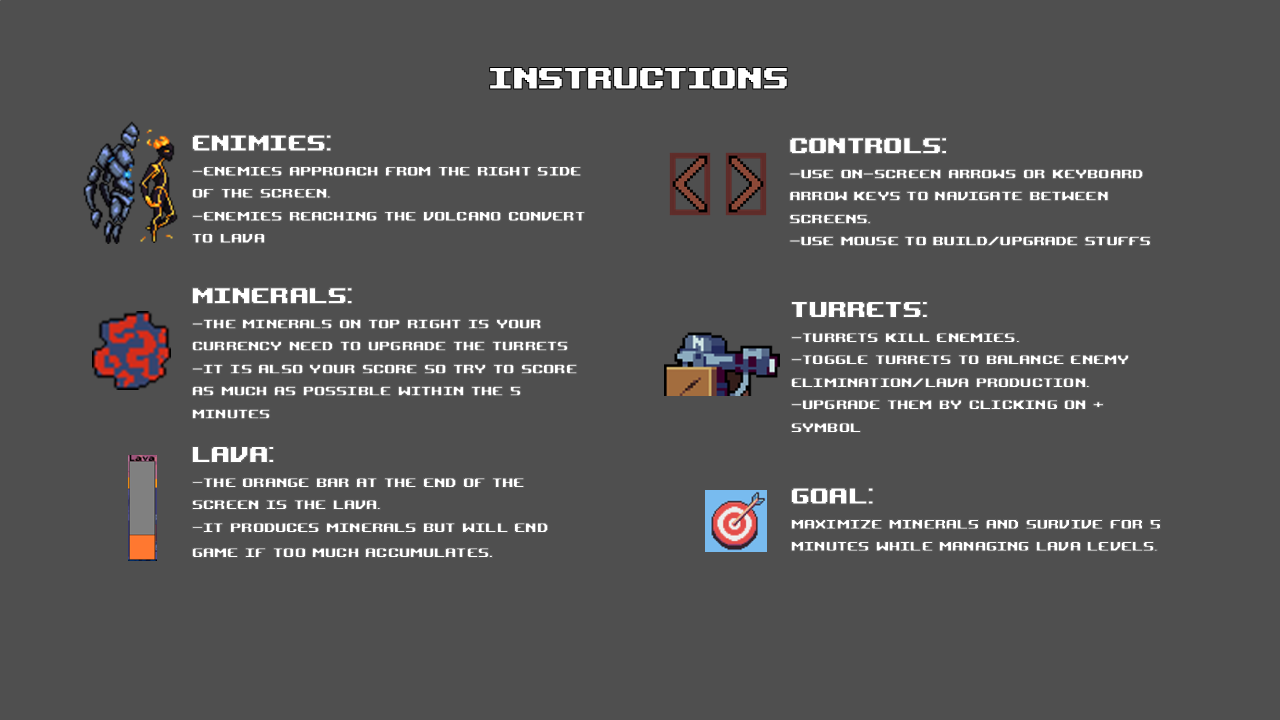 INSTRUCTIONS
ENIMIES:
-ENEMIES APPROACH FROM THE RIGHT SIDE
OF THE SCREEN.
-ENEMIES REACHING THE VOLCANO CONVERT
TO LAVA
MINERALS:
-THE MINERALS ON TOP RIGHT IS YOUR
CURRENCY NEED TO UPGRADE THE TURRETS
-IT IS ALSO YOUR SCORE SO TRY TO SCORE
AS MUCH AS POSSIBLE WITHIN THE 5
MINUTES
LAVA:
-THE ORANGE BAR AT THE END OF THE
SCREEN IS THE LAVA.
-IT PRODUCES MINERALS BUT WILL END
GAME IF TOO MUCH ACCUMULATES.
Lava
CONTROLS:
-USE ON-SCREEN ARROWS OR KEYBOARD
ARROW KEYS TO NAVIGATE BETWEEN
SCREENS.
-USE MOUSE TO BUILD/UPGRADE STUFFS
TURRETS:
-TURRETS KILL ENEMIES.
-TOGGLE TURRETS TO BALANCE ENEMY
ELIMINATION/LAVA PRODUCTION.
-UPGRADE THEM BY CLICKING ON +
SYMBOL
M
GOAL:
MAXIMIZE MINERALS AND SURVIVE FOR 5
MINUTES WHILE MANAGING LAVA LEVELS.